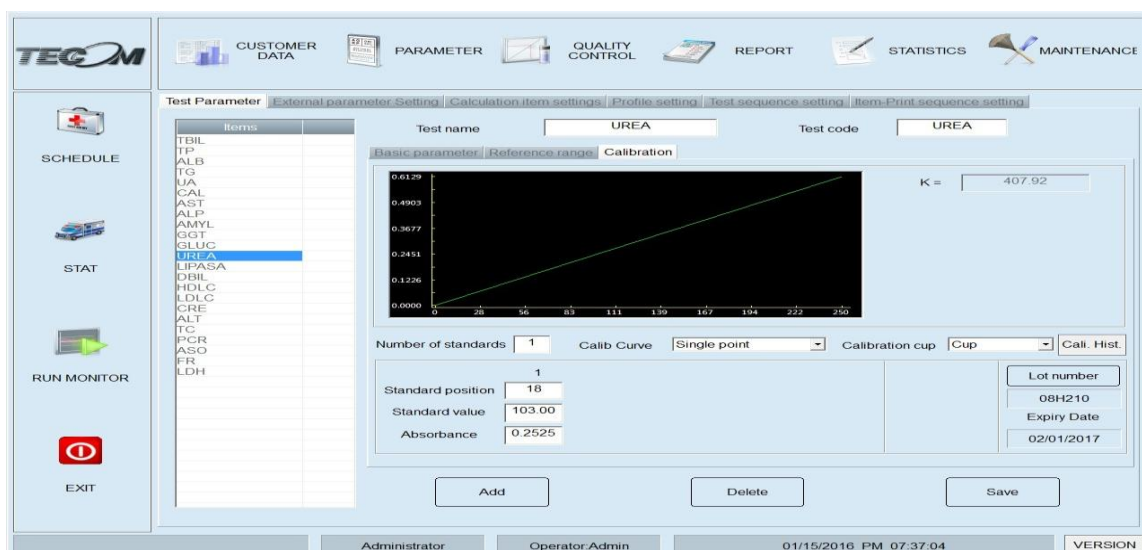 TECOM
CUSTOMER DATA
PARAMETER
QUALITY CONTROL
REPORT
STATISTICS
MAINTENANCE
SCHEDULE
STAT
RUN MONITOR
EXIT
Test Parameter External parameter Setting Calculation item settings Profile setting Test sequence setting Item-Print sequence setting
Items
TBIL
TP
ALB
TG
UA
CAL
AST
ALP
AMYL
GGT
GLUC
UREA
LIPASA
DBIL
HDLC
LDLC
CRE
ALT
TC
PCR
ASO
FR
LDH
Test name UREA Test code UREA
Basic parameter Reference range Calibration
0.6129
0.4903
0.3677
0.2451
0.1226
0.0000
0 28 56 83 111 139 167 194 222 250
K = 407.92
Number of standards 1 Calib Curve Single point Calibration cup Cup Cali. Hist.
1
Standard position 18
Standard value 103.00
Absorbance 0.2525
Lot number
08H210
Expiry Date
02/01/2017
Add Delete Save
Administrator Operator:Admin 01/15/2016 PM 07:37:04 VERSION